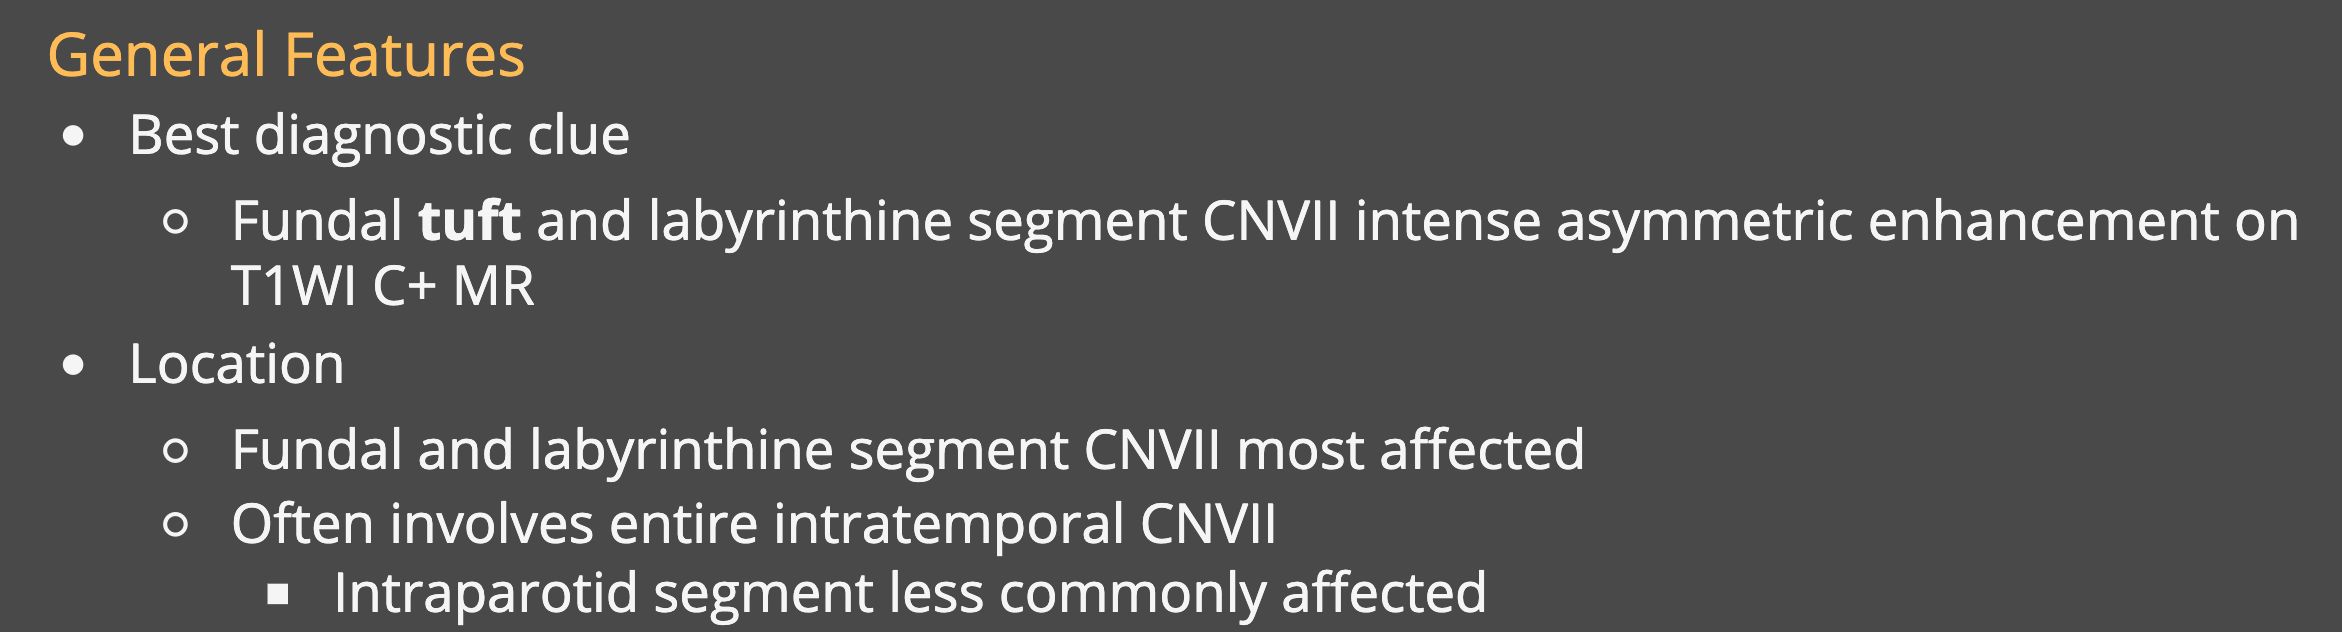 General Features
• Best diagnostic clue
○ Fundal tuft and labyrinthine segment CNVII intense asymmetric enhancement on
T1WI C+ MR
• Location
○ Fundal and labyrinthine segment CNVII most affected
○ Often involves entire intratemporal CNVII
▪ Intraparotid segment less commonly affected